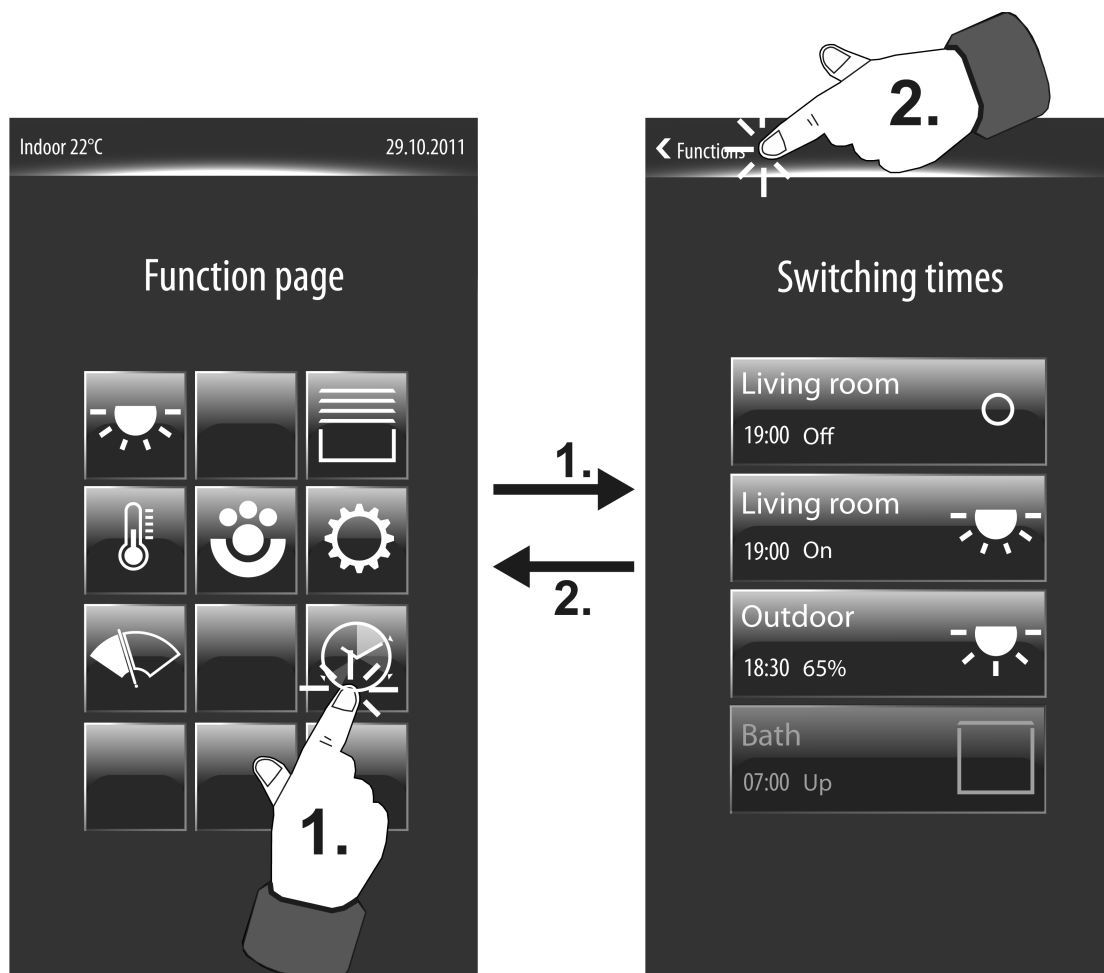 2.
Indoor 22°C
29.10.2011
Functions
Function page
Switching times
Living room
19:00 Off
1.
Living room
19:00 On
2.
Outdoor
18:30 65%
Bath
07:00 Up
1.